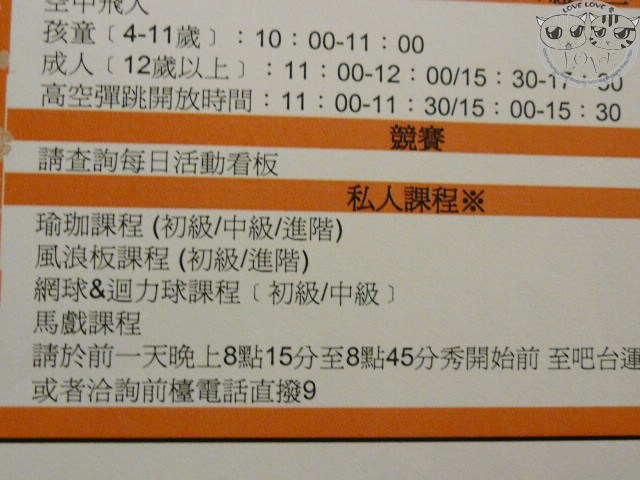 空中飛人
孩童﹝4-11歲﹞：10：00-11：00
成人﹝12歲以上﹞：11：00-12：00/15：30-17：30
高空彈跳開放時間：11：00-11：30/15：00-15：30
競賽
請查詢每日活動看板
私人課程※
瑜珈課程 (初級/中級/進階)
風浪板課程 (初級/進階)
網球&迴力球課程﹝初級/中級﹞
馬戲課程
請於前一天晚上8點15分至8點45分秀開始前 至吧台運
或者洽詢前檯電話直撥9
LOVE LOVE
LOVE